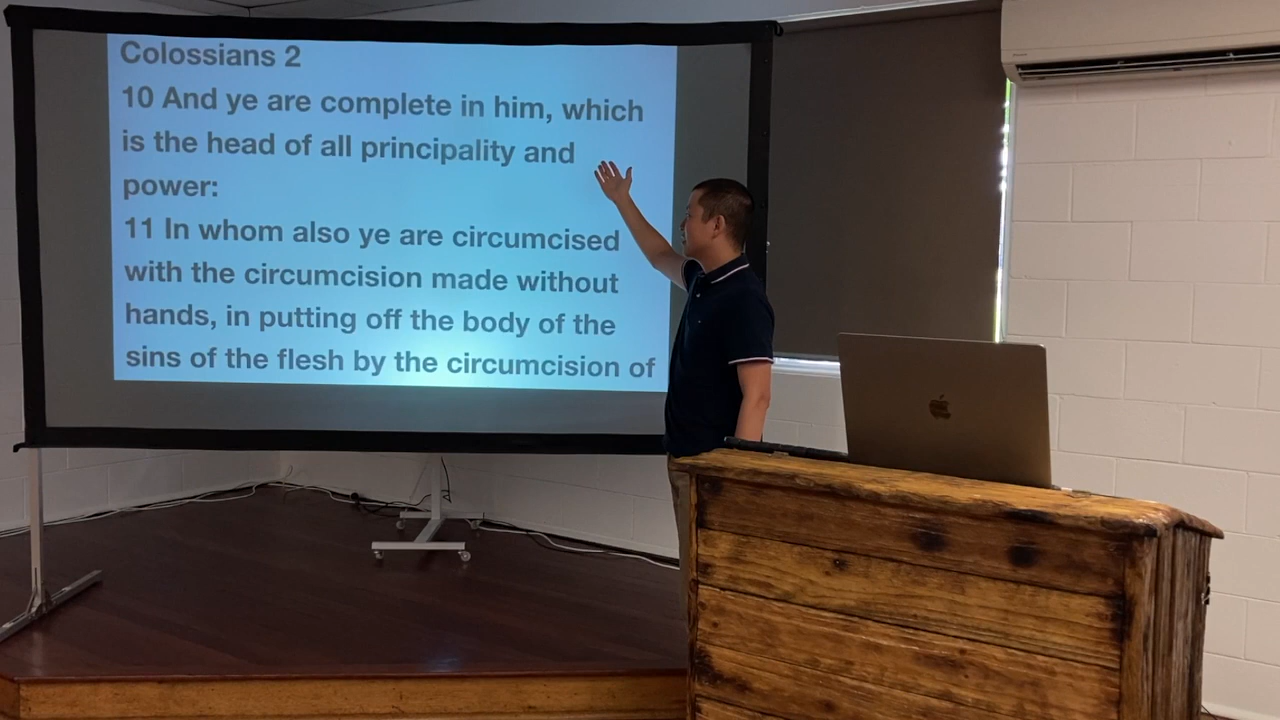 Colossians 2
10 And ye are complete in him, which
is the head of all principality and
power:
11 In whom also ye are circumcised
with the circumcision made without
hands, in putting off the body of the
sins of the flesh by the circumcision of